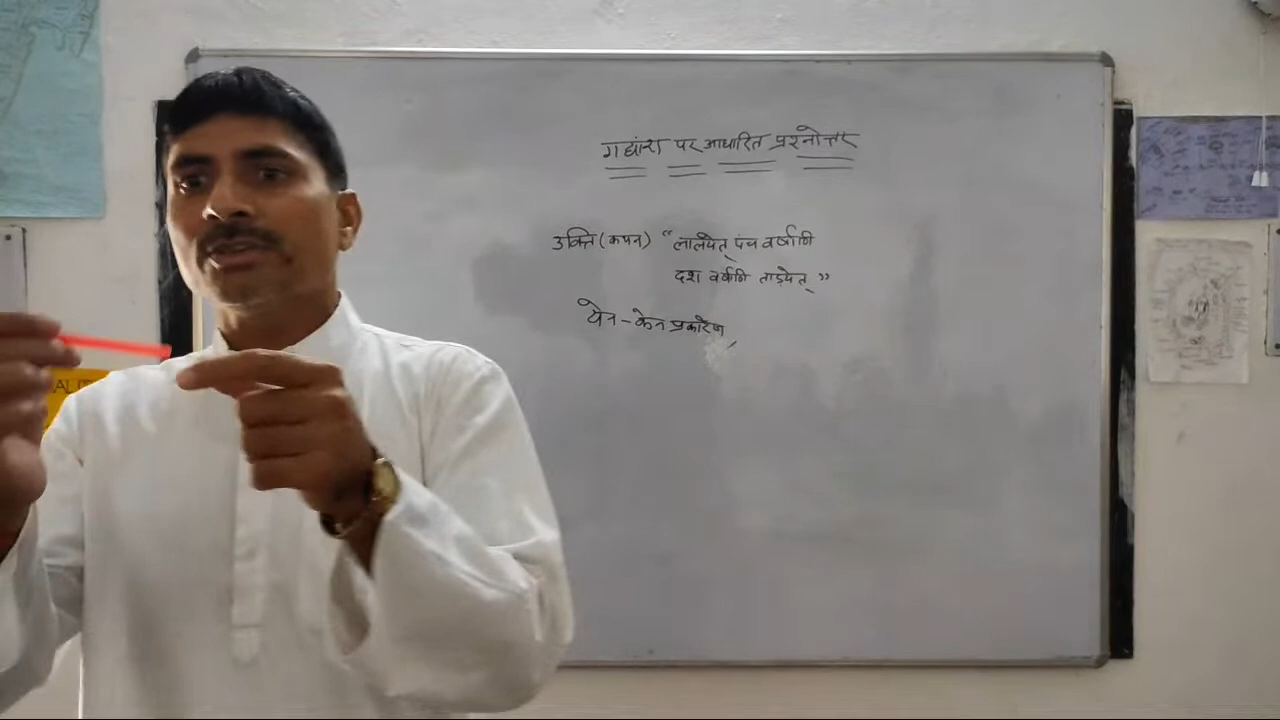 गद्यांश पर आधारित प्रश्नोत्तर
उक्ति (कथन) “लालयेत् पंच वर्षाणि
दश वर्षाणि ताड़येत्”
येन-केन प्रकारेण,